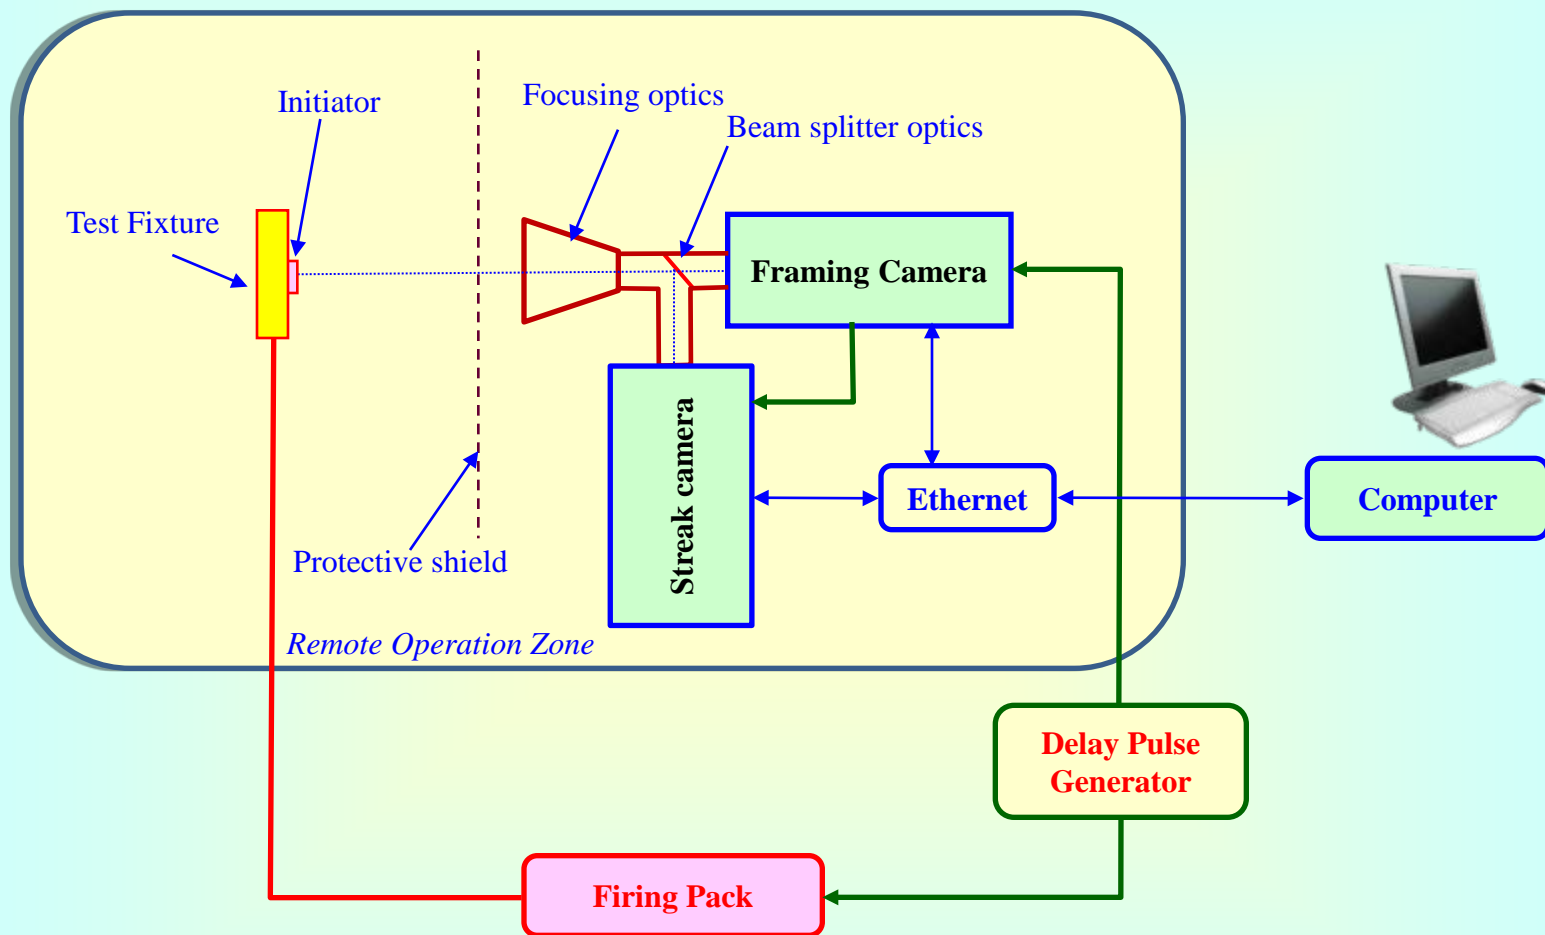 Initiator
Focusing optics
Beam splitter optics
Test Fixture
Framing Camera
Streak camera
Ethernet
Computer
Protective shield
Remote Operation Zone
Delay Pulse
Generator
Firing Pack